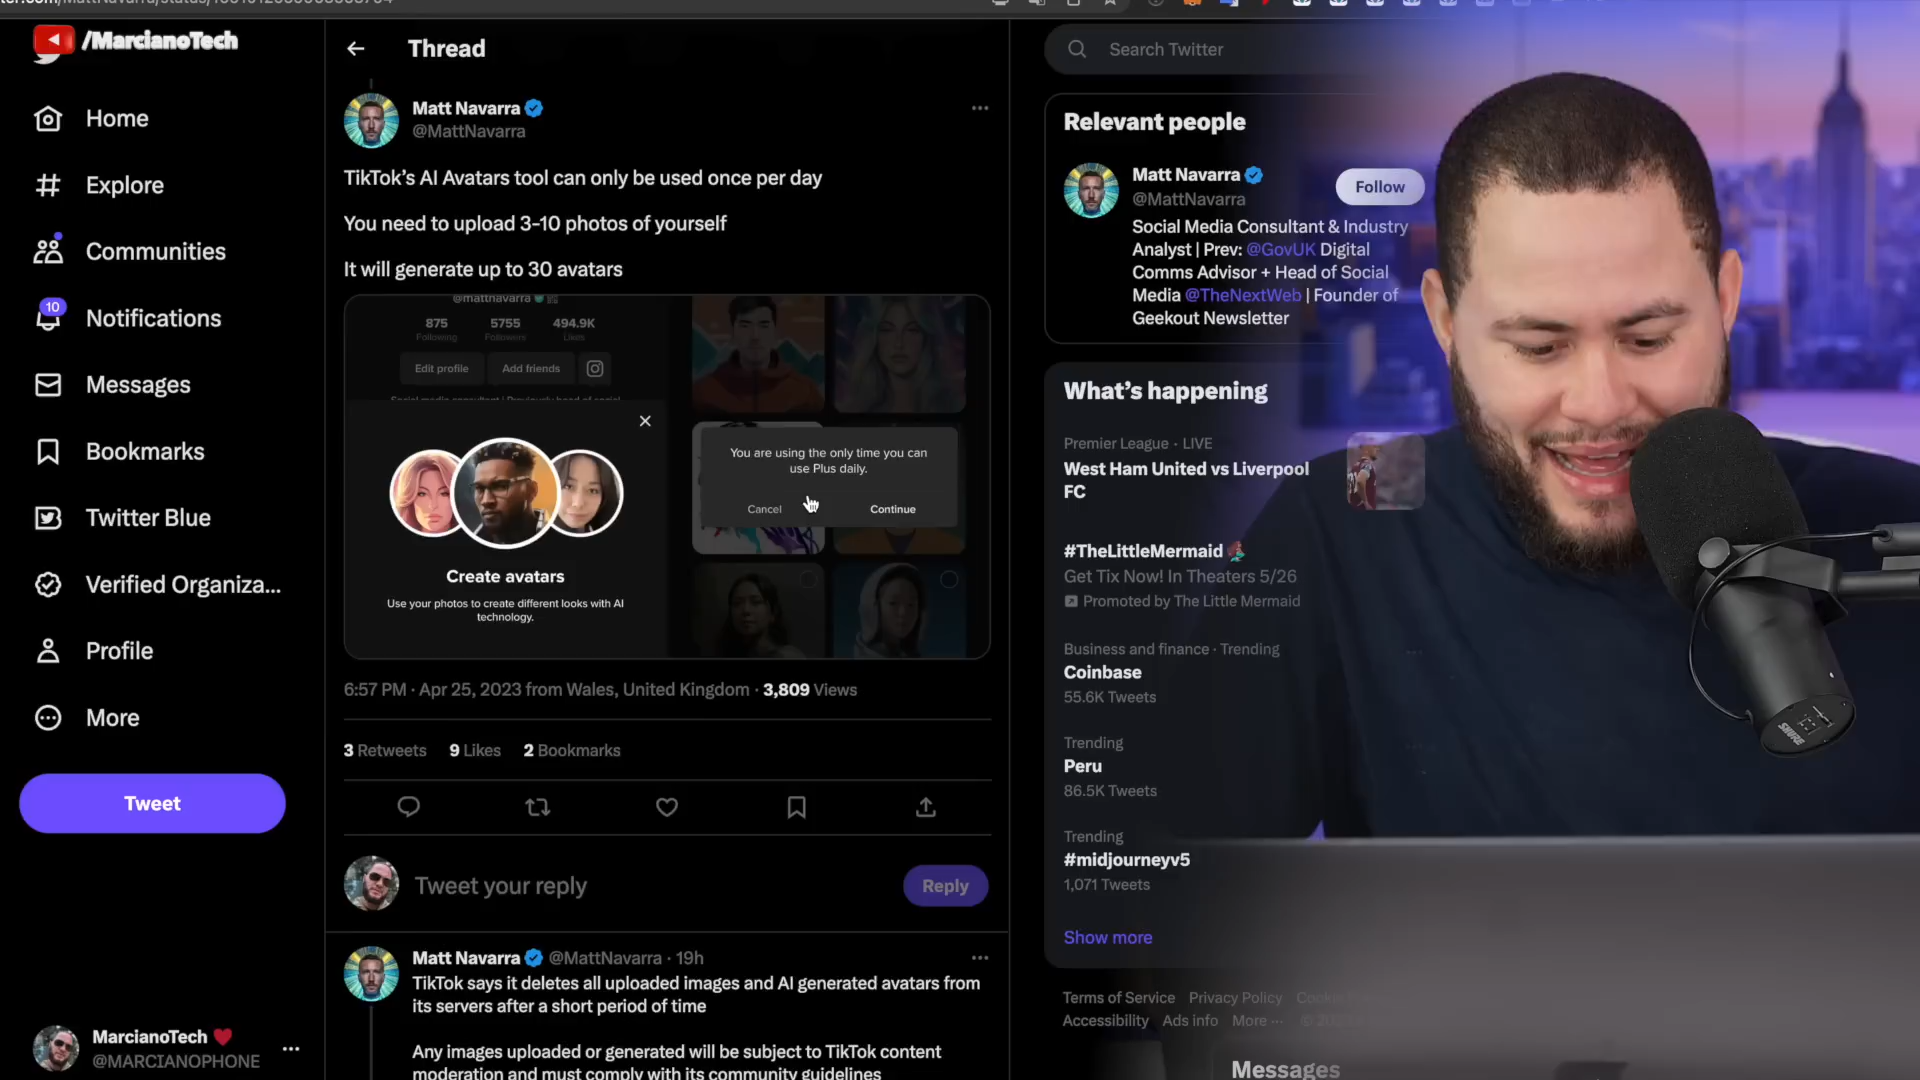 /MarcianoTech
Home
Explore
Communities
10
Notifications
Messages
Bookmarks
Twitter Blue
Verified Organiza...
Profile
More
Tweet
MarcianoTech ❤️
@MARCIANOPHONE
Thread
Matt Navarra
@MattNavarra
TikTok's AI Avatars tool can only be used once per day
You need to upload 3-10 photos of yourself
It will generate up to 30 avatars
@mattnavarra
875
5755
494.9K
Following
Followers
Likes
Edit profile
Add friends
Create avatars
Use your photos to create different looks with AI
technology.
You are using the only time you can
use Plus daily.
Cancel
Continue
6:57 PM · Apr 25, 2023 from Wales, United Kingdom · 3,809 Views
3 Retweets 9 Likes 2 Bookmarks
Tweet your reply
Reply
Matt Navarra @MattNavarra · 19h
TikTok says it deletes all uploaded images and AI generated avatars from
its servers after a short period of time
Any images uploaded or generated will be subject to TikTok content
moderation and must comply with its community guidelines
Search Twitter
Relevant people
Matt Navarra
@MattNavarra
Follow
Social Media Consultant & Industry
Analyst | Prev: @GovUK Digital
Comms Advisor + Head of Social
Media @TheNextWeb | Founder of
Geekout Newsletter
What's happening
Premier League · LIVE
West Ham United vs Liverpool
FC
#TheLittleMermaid
Get Tix Now! In Theaters 5/26
Promoted by The Little Mermaid
Business and finance · Trending
Coinbase
55.6K Tweets
Trending
Peru
86.5K Tweets
Trending
#midjourneyv5
1,071 Tweets
Show more
Terms of Service Privacy Policy
Accessibility Ads info More ···
Messages
SHURE